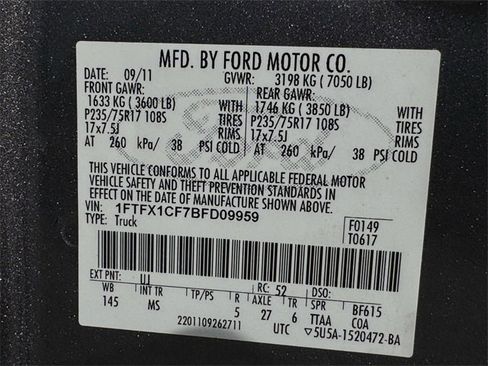 MFD. BY FORD MOTOR CO.
DATE: 09/11 GVWR: 3198 KG ( 7050 LB)
FRONT GAWR: REAR GAWR:
1633 KG ( 3600 LB) WITH 1746 KG ( 3850 LB) WITH
P235/75R17 108S TIRES P235/75R17 108S TIRES
17x7.5J RIMS 17x7.5J RIMS
AT 260 kPa/ 38 PSI COLD AT 260 kPa/ 38 PSI COLD
THIS VEHICLE CONFORMS TO ALL APPLICABLE FEDERAL MOTOR
VEHICLE SAFETY AND THEFT PREVENTION STANDARDS IN
EFFECT ON THE DATE OF MANUFACTURE SHOWN ABOVE.
VIN: 1FTFX1CF7BFD09959
TYPE: Truck
F0149
T0617
EXT PNT: UJ RC: 52 DSO:
WB INT TR TP/PS R AXLE TR SPR BF615
145 MS 5 27 6 TTAA COA
2201109262711 UTC ▽5U5A-1520472-BA